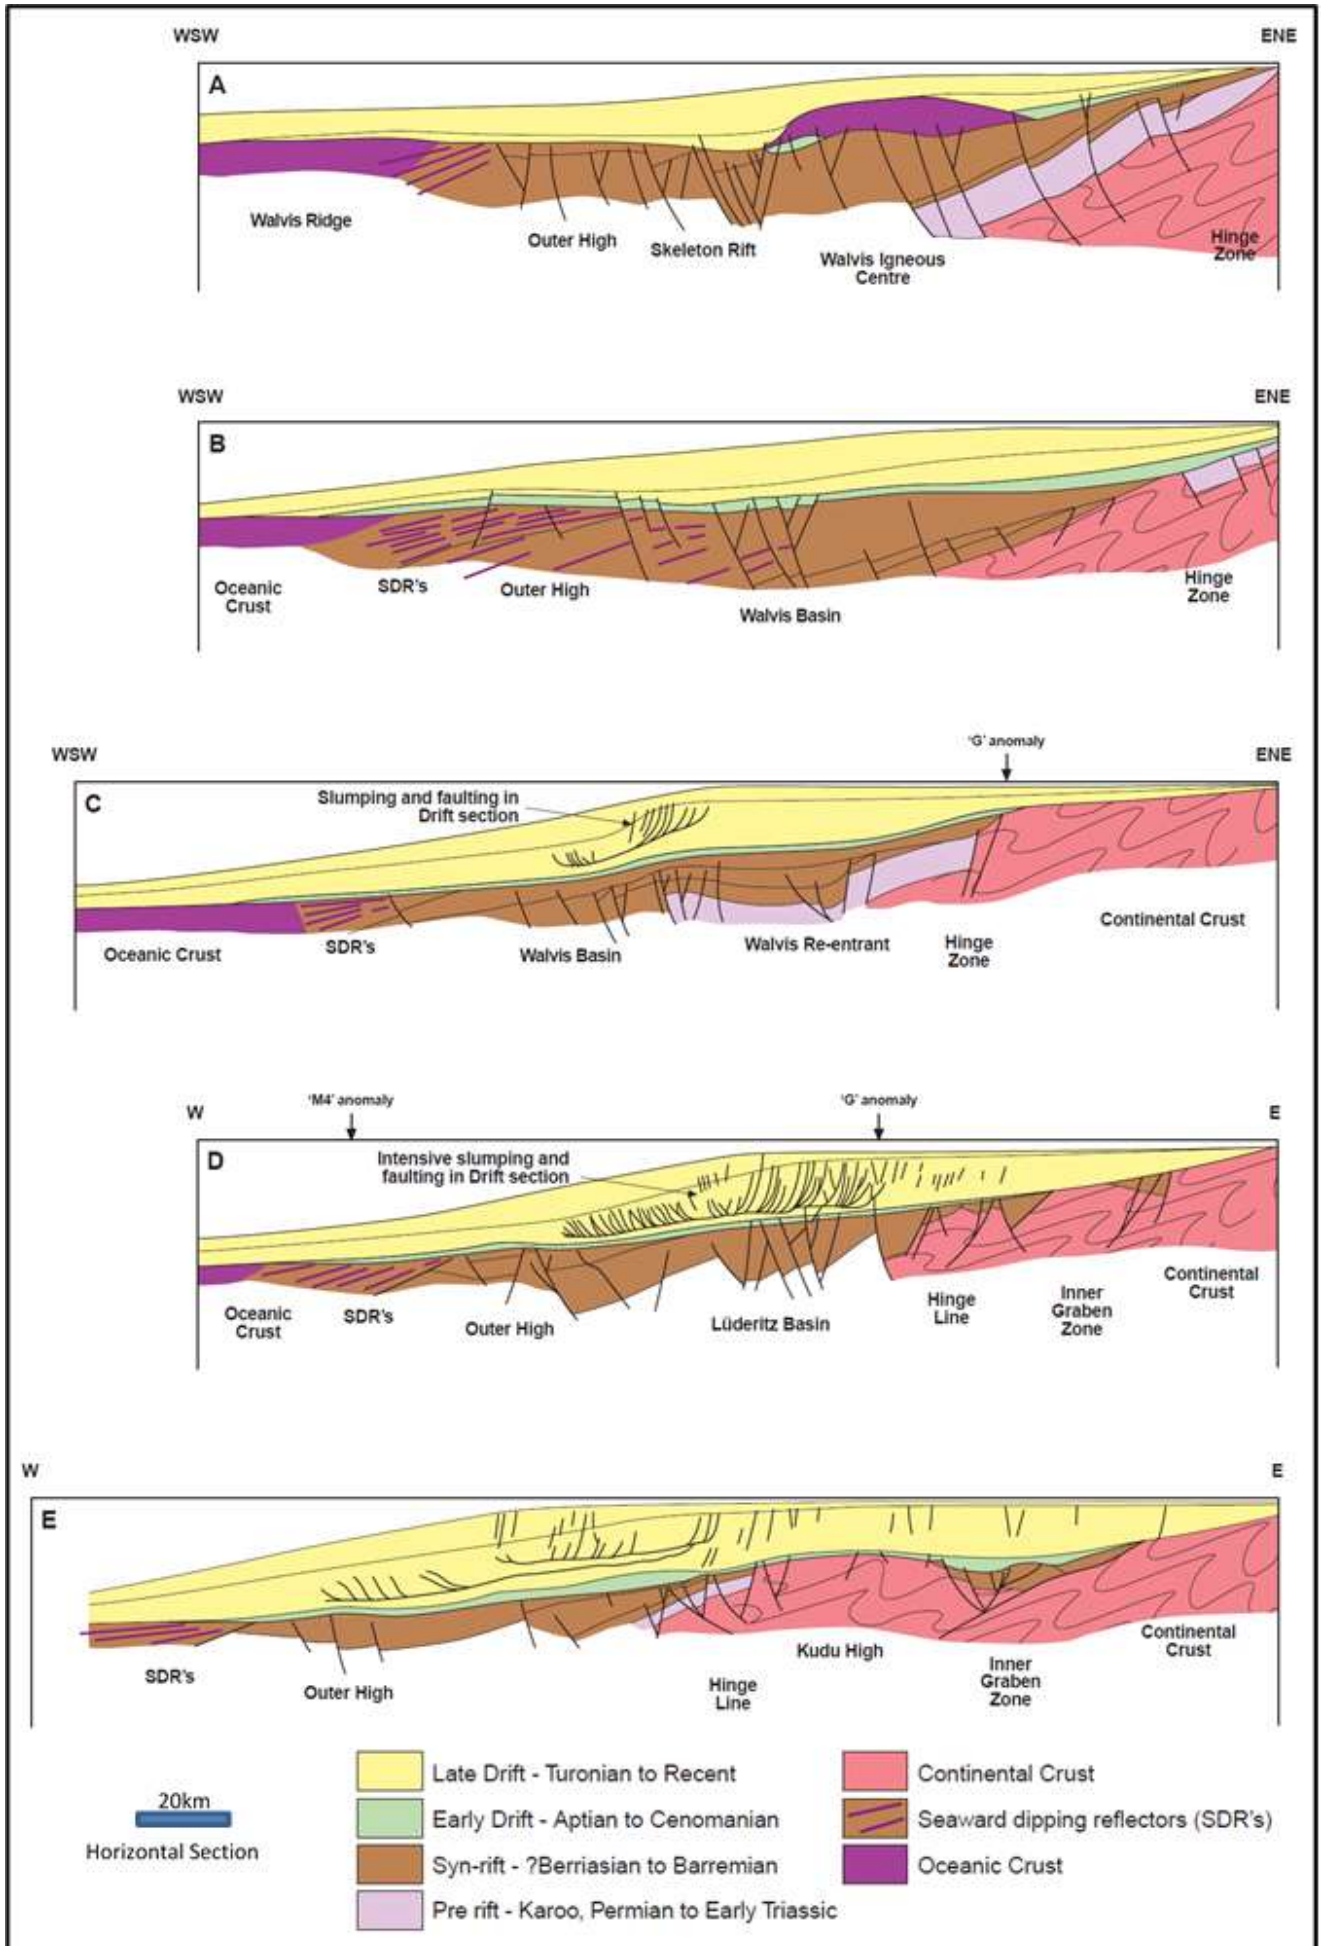 WSW
ENE
A
Walvis Ridge
Outer High
Skeleton Rift
Walvis Igneous
Centre
Hinge
Zone
WSW
ENE
B
Oceanic
Crust
SDR's
Outer High
Walvis Basin
Hinge
Zone
'G' anomaly
WSW
ENE
C
Slumping and faulting in
Drift section
Oceanic Crust
SDR's
Walvis Basin
Walvis Re-entrant
Hinge
Zone
Continental Crust
'M4' anomaly
'G' anomaly
W
E
D
Intensive slumping and
faulting in Drift section
Oceanic
Crust
SDR's
Outer High
Lüderitz Basin
Hinge
Line
Inner
Graben
Zone
Continental
Crust
W
E
E
SDR's
Outer High
Hinge
Line
Kudu High
Inner
Graben
Zone
Continental
Crust
20km
Horizontal Section
Late Drift - Turonian to Recent
Early Drift - Aptian to Cenomanian
Syn-rift - ?Berriasian to Barremian
Pre rift - Karoo, Permian to Early Triassic
Continental Crust
Seaward dipping reflectors (SDR's)
Oceanic Crust